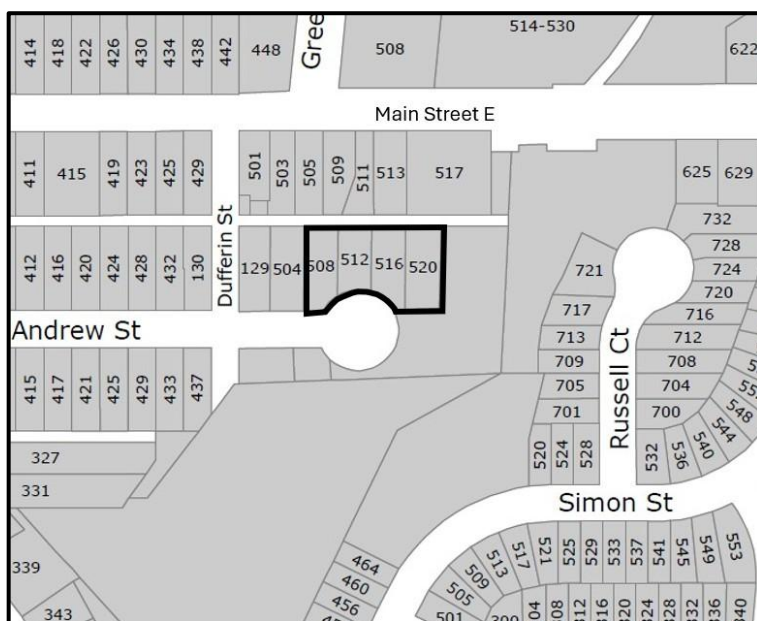 414 418 422 426 430 434 438 442 448 Gree 508 514-530 622
Main Street E
411 415 419 423 425 429 501 503 505 509 511 513 517 625 629
Dufferin St
732
728
412 416 420 424 428 432 130 129 504 508 512 516 520 721 724
720
717 716
Andrew St
713 712
709 708
Russell Ct
705 704
415 417 421 425 429 433 437 701 700 548
544
327 520 524 528 532 536 540
331
Simon St
464 513 517 521 525 529 533 537 541 545 549 553
339 460 509
456 505
343 501